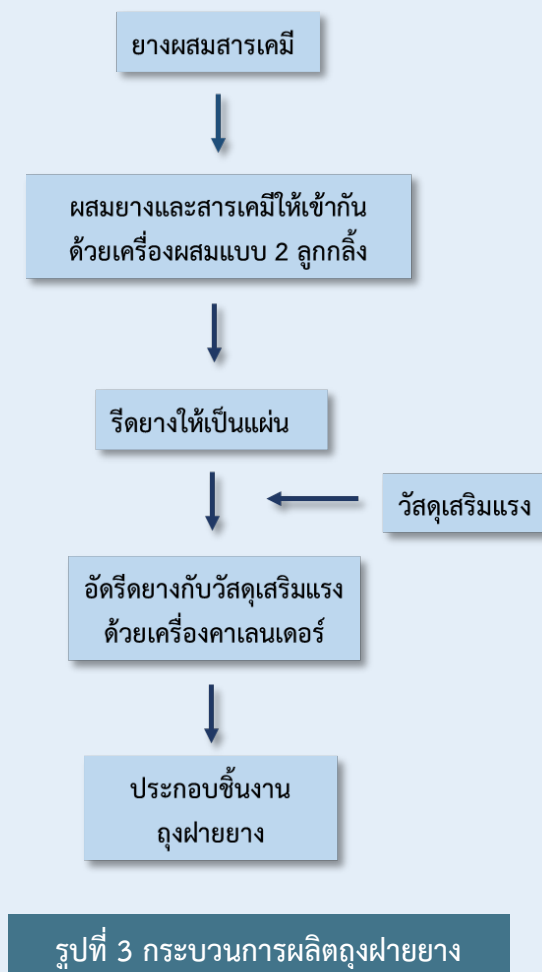 ยางผสมสารเคมี
ผสมยางและสารเคมีให้เข้ากัน
ด้วยเครื่องผสมแบบ 2 ลูกกลิ้ง
รีดยางให้เป็นแผ่น
วัสดุเสริมแรง
อัดรีดยางกับวัสดุเสริมแรง
ด้วยเครื่องคาเลนเดอร์
ประกอบชิ้นงาน
ถุงฝายยาง
รูปที่ 3 กระบวนการผลิตถุงฝายยาง